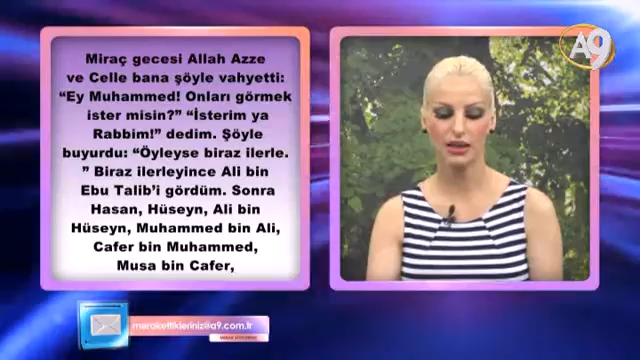 A9
Miraç gecesi Allah Azze
ve Celle bana şöyle vahyetti:
“Ey Muhammed! Onları görmek
ister misin?” “İsterim ya
Rabbim!” dedim. Şöyle
buyurdu: “Öyleyse biraz ilerle.
” Biraz ilerleyince Ali bin
Ebu Talib’i gördüm. Sonra
Hasan, Hüseyn, Ali bin
Hüseyn, Muhammed bin Ali,
Cafer bin Muhammed,
Musa bin Cafer,
merakettikleriniz@a9.com.tr